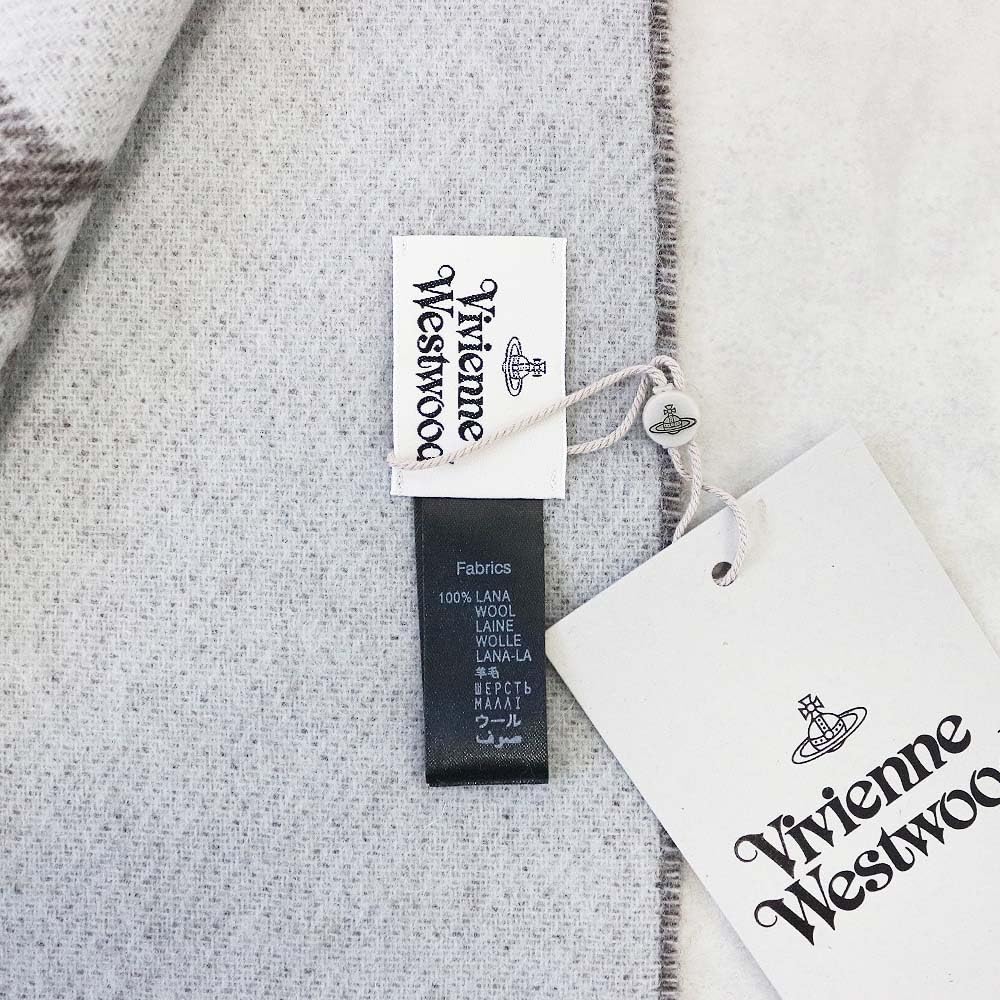 Vivienne
Westwood
Fabrics
100% LANA
WOOL
LAINE
WOLLE
LANA-LA
羊毛
ШЕРСТЬ
ΜΑΛΛΙ
ウール
صوف
Vivienne
Westwoo